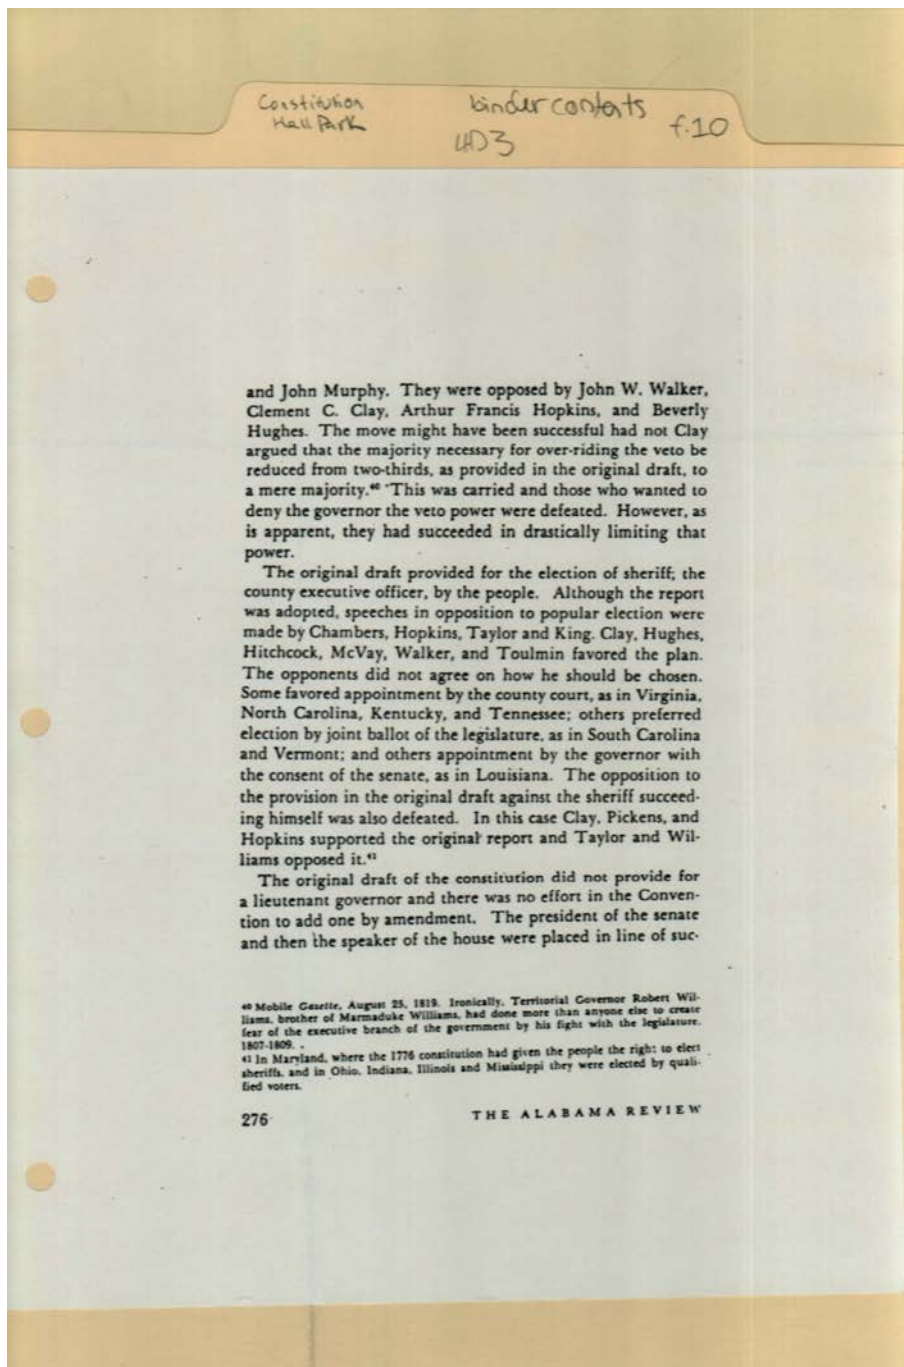 Constitution
Hall Park
binder contents
4D3
f.10
and John Murphy. They were opposed by John W. Walker,
Clement C. Clay, Arthur Francis Hopkins, and Beverly
Hughes. The move might have been successful had not Clay
argued that the majority necessary for over-riding the veto be
reduced from two-thirds, as provided in the original draft, to
a mere majority.⁴⁰ This was carried and those who wanted to
deny the governor the veto power were defeated. However, as
is apparent, they had succeeded in drastically limiting that
power.
The original draft provided for the election of sheriff, the
county executive officer, by the people. Although the report
was adopted, speeches in opposition to popular election were
made by Chambers, Hopkins, Taylor and King. Clay, Hughes,
Hitchcock, McVay, Walker, and Toulmin favored the plan.
The opponents did not agree on how he should be chosen.
Some favored appointment by the county court, as in Virginia,
North Carolina, Kentucky, and Tennessee; others preferred
election by joint ballot of the legislature, as in South Carolina
and Vermont; and others appointment by the governor with
the consent of the senate, as in Louisiana. The opposition to
the provision in the original draft against the sheriff succeed-
ing himself was also defeated. In this case Clay, Pickens, and
Hopkins supported the original report and Taylor and Wil-
liams opposed it.⁴¹
The original draft of the constitution did not provide for
a lieutenant governor and there was no effort in the Conven-
tion to add one by amendment. The president of the senate
and then the speaker of the house were placed in line of suc-
⁴⁰ Mobile Gazette, August 25, 1819. Ironically, Territorial Governor Robert Wil-
liams, brother of Marmaduke Williams, had done more than anyone else to create
fear of the executive branch of the government by his fight with the legislature,
1807-1809.
⁴¹ In Maryland, where the 1776 constitution had given the people the right to elect
sheriffs, and in Ohio, Indiana, Illinois and Mississippi they were elected by quali-
fied voters.
276
THE ALABAMA REVIEW